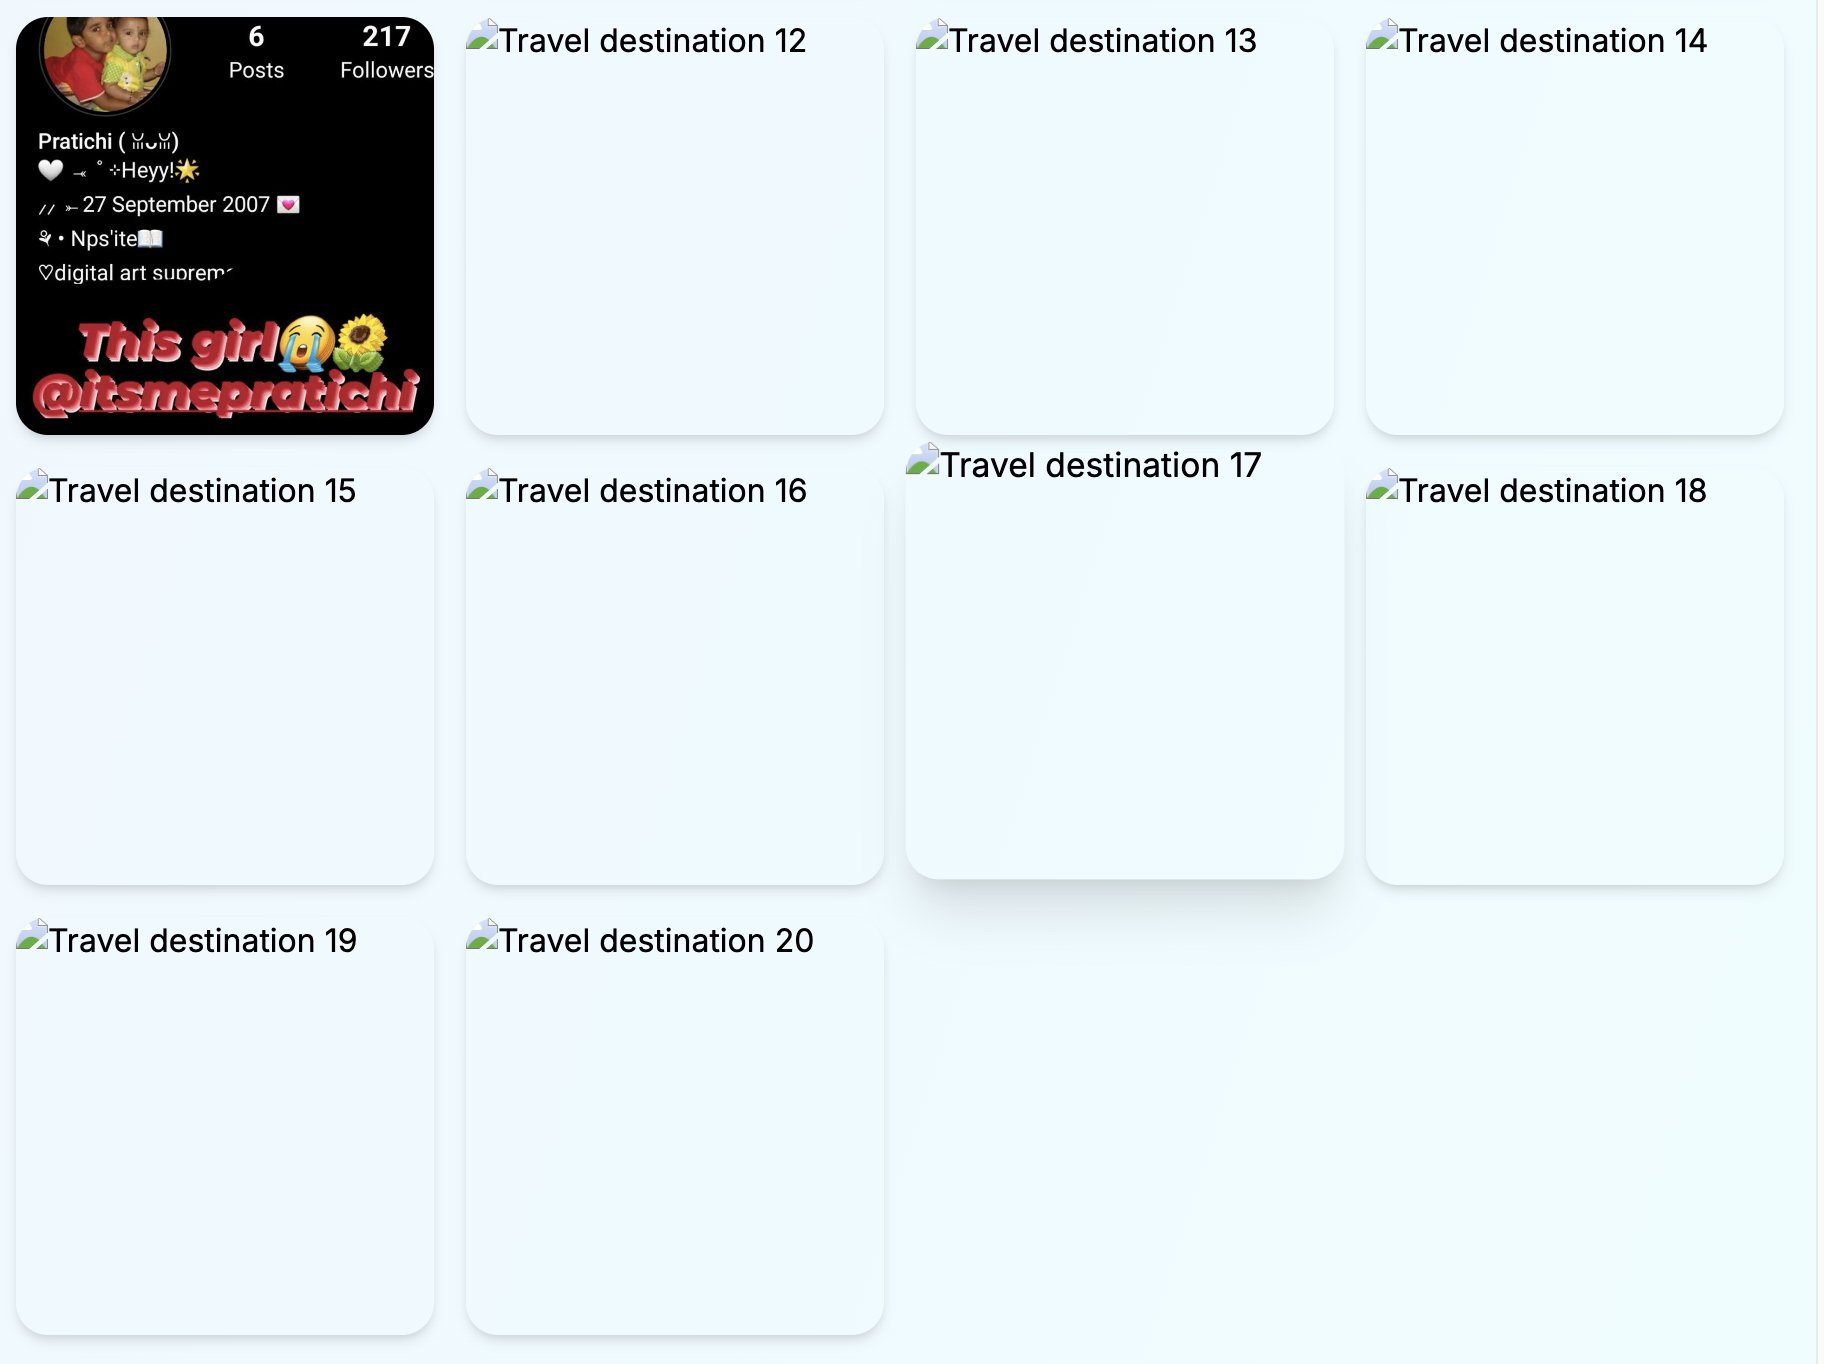 6
Posts
217
Followers
Pratichi ( ꈍᴗꈍ)
🤍 ⤙ ˚ ⊹Heyy!🌟
,, ➳27 September 2007 💌
• Nps'ite📖
♡digital art suprem
This girl😭🌻
@itsmepratichi
Travel destination 12
Travel destination 13
Travel destination 14
Travel destination 15
Travel destination 16
Travel destination 17
Travel destination 18
Travel destination 19
Travel destination 20